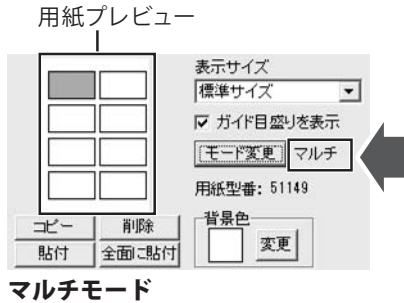 用紙プレビュー
表示サイズ
標準サイズ
ガイド目盛りを表示
モード変更 マルチ
用紙型番: 51149
コピー 削除
貼付 全面に貼付
背景色
変更
マルチモード